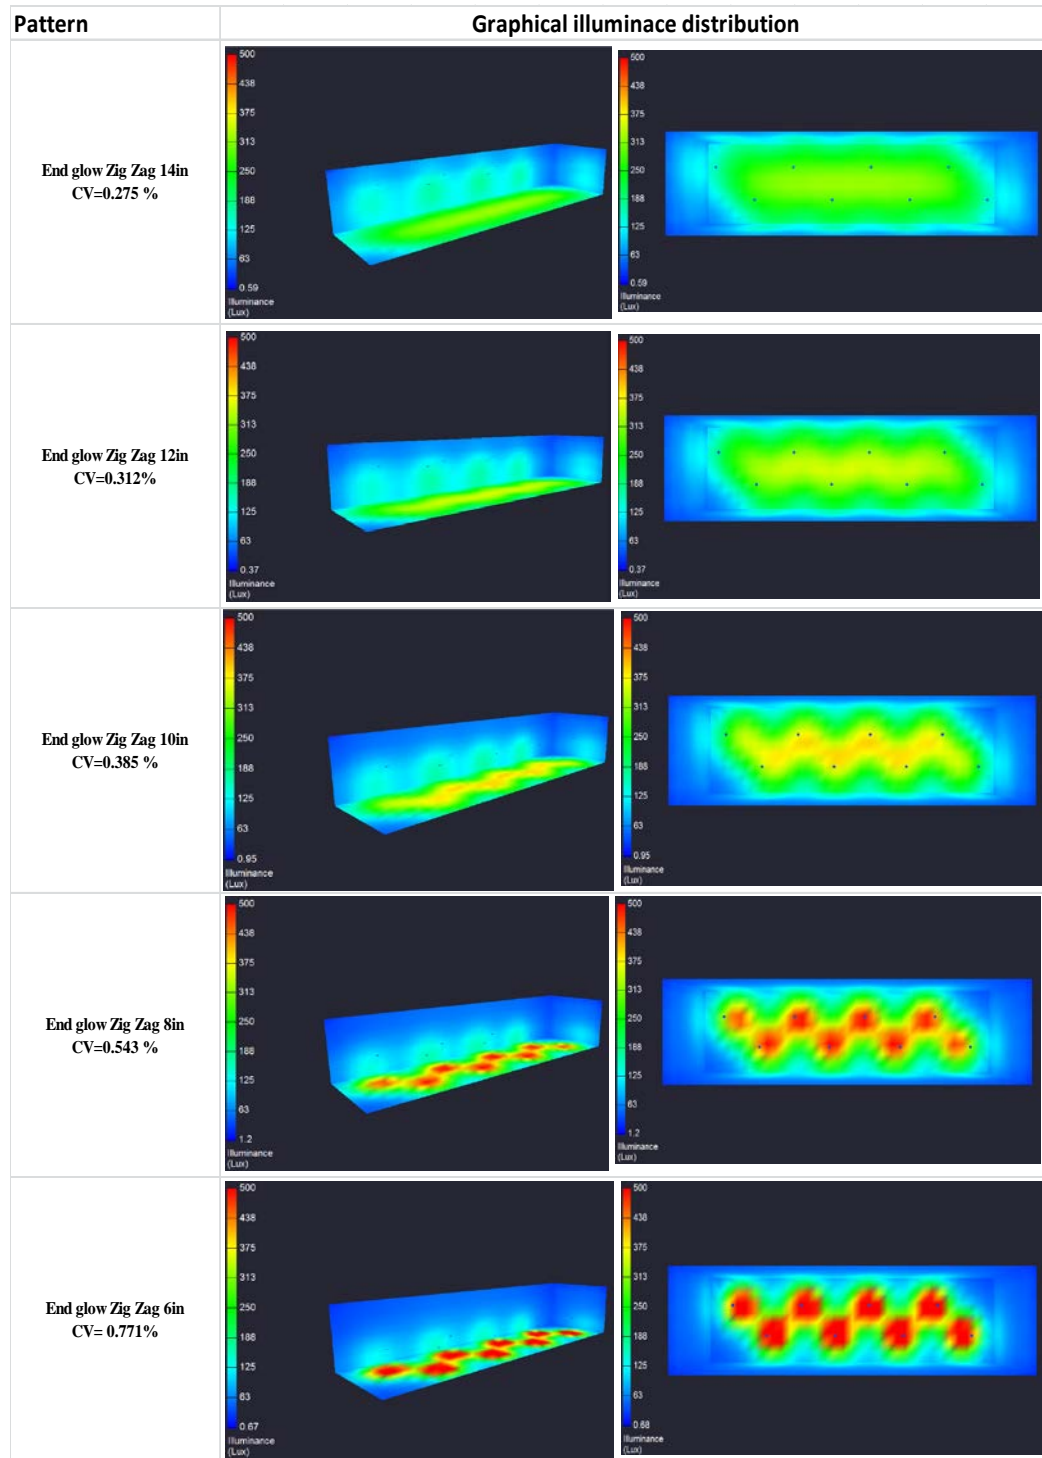 Pattern
Graphical illuminace distribution
End glow Zig Zag 14in
CV=0.275 %
500
438
375
313
250
188
125
63
0.59
Illuminance
(Lux)
500
438
375
313
250
188
125
63
0.59
Illuminance
(Lux)
End glow Zig Zag 12in
CV=0.312%
500
438
375
313
250
188
125
63
0.37
Illuminance
(Lux)
500
438
375
313
250
188
125
63
0.37
Illuminance
(Lux)
End glow Zig Zag 10in
CV=0.385 %
500
438
375
313
250
188
125
63
0.95
Illuminance
(Lux)
500
438
375
313
250
188
125
63
0.95
Illuminance
(Lux)
End glow Zig Zag 8in
CV=0.543 %
500
438
375
313
250
188
125
63
1.2
Illuminance
(Lux)
500
438
375
313
250
188
125
63
1.2
Illuminance
(Lux)
End glow Zig Zag 6in
CV= 0.771%
500
438
375
313
250
188
125
63
0.67
Illuminance
(Lux)
500
438
375
313
250
188
125
63
0.68
Illuminance
(Lux)